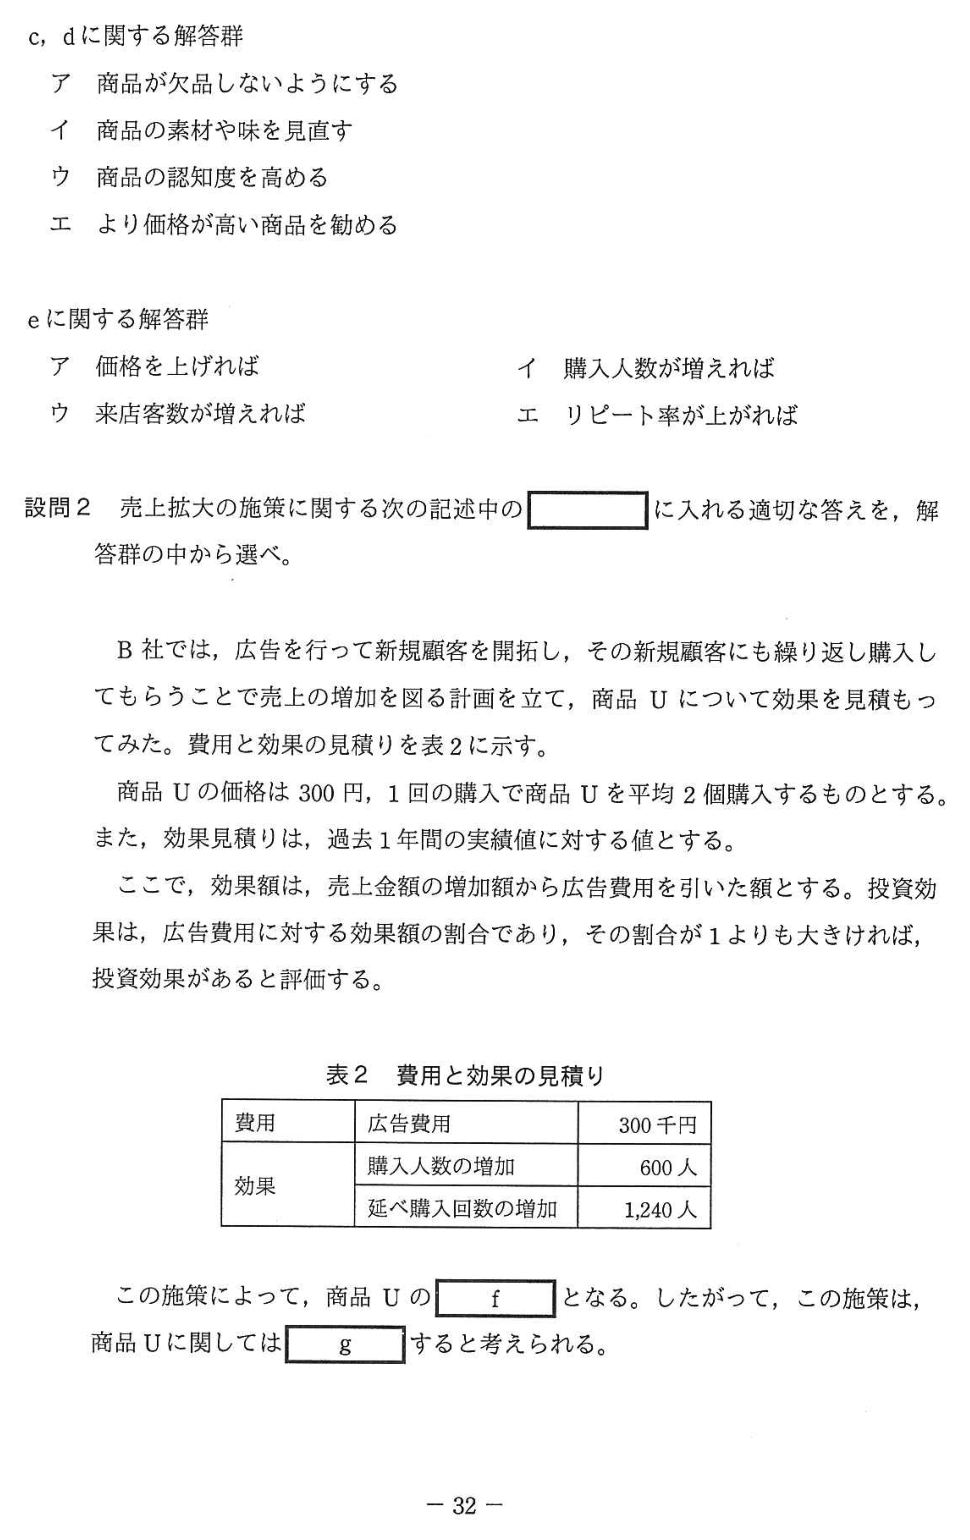 c，dに関する解答群
ア　商品が欠品しないようにする
イ　商品の素材や味を見直す
ウ　商品の認知度を高める
エ　より価格が高い商品を勧める
eに関する解答群
ア　価格を上げれば　イ　購入人数が増えれば
ウ　来店客数が増えれば　エ　リピート率が上がれば
設問２　売上拡大の施策に関する次の記述中の　　　に入れる適切な答えを，解
答群の中から選べ。
B 社では，広告を行って新規顧客を開拓し，その新規顧客にも繰り返し購入し
てもらうことで売上の増加を図る計画を立て，商品 U について効果を見積もっ
てみた。費用と効果の見積りを表2に示す。
商品 U の価格は 300 円，1 回の購入で商品 U を平均 2 個購入するものとする。
また，効果見積りは，過去1年間の実績値に対する値とする。
ここで，効果額は，売上金額の増加額から広告費用を引いた額とする。投資効
果は，広告費用に対する効果額の割合であり，その割合が1よりも大きければ，
投資効果があると評価する。
表２　費用と効果の見積り
費用　広告費用　300 千円
効果　購入人数の増加　600 人
延べ購入回数の増加　1,240 人
この施策によって，商品 U の　f　となる。したがって，この施策は，
商品Uに関しては　g　すると考えられる。
－ 32 －